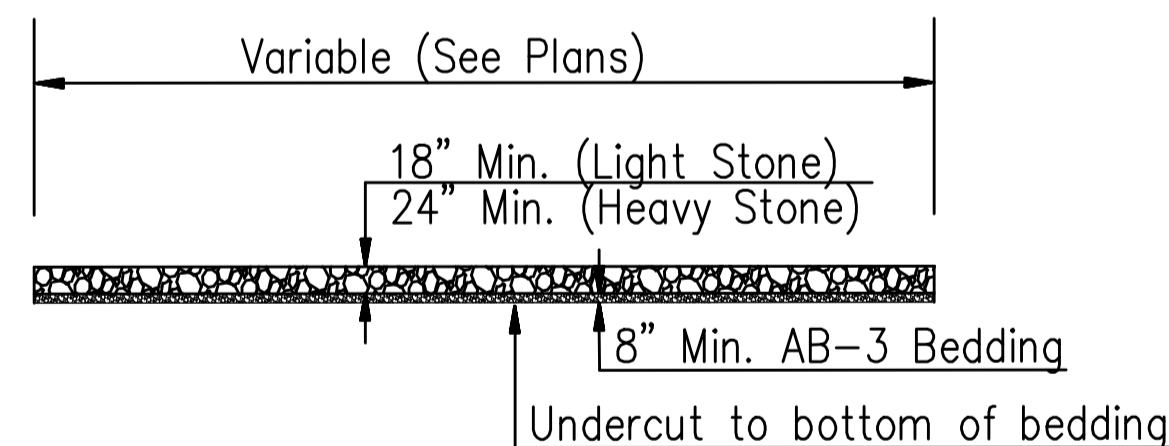 Variable (See Plans)
18” Min. (Light Stone)
24” Min. (Heavy Stone)
8” Min. AB-3 Bedding
Undercut to bottom of bedding